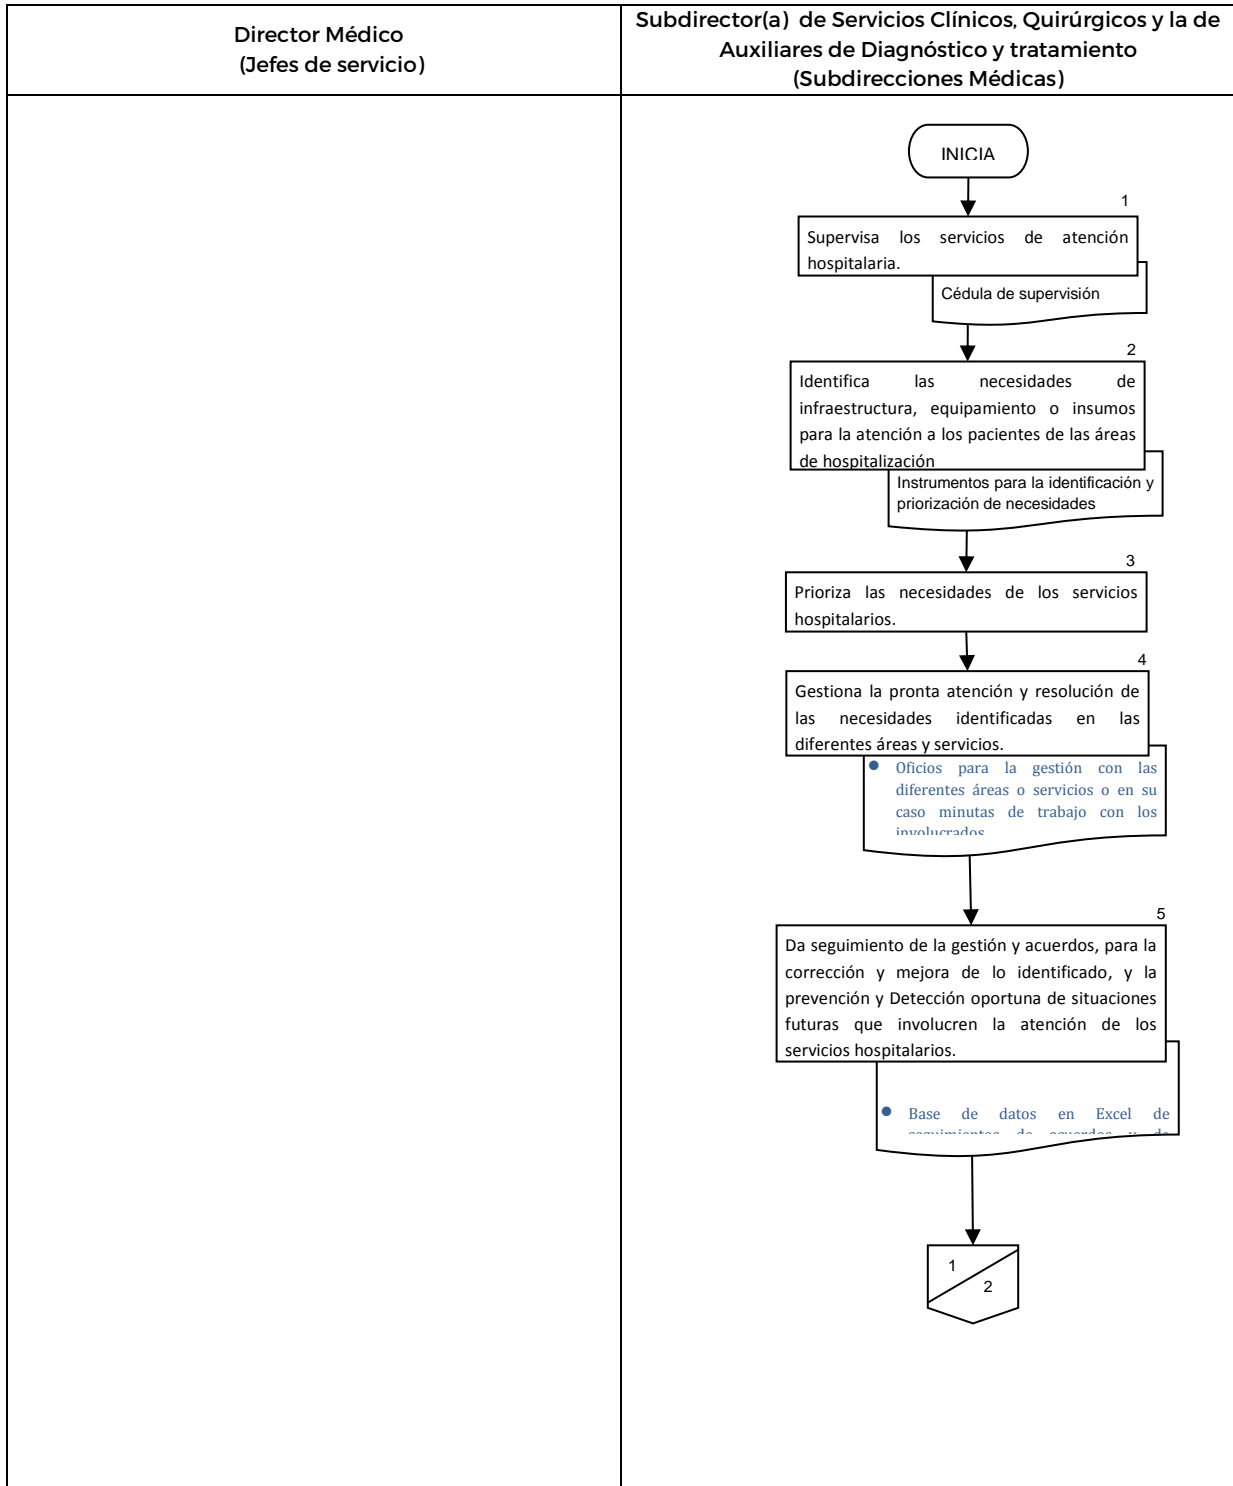 Director Médico
(Jefes de servicio)
Subdirector(a) de Servicios Clínicos, Quirúrgicos y la de
Auxiliares de Diagnóstico y tratamiento
(Subdirecciones Médicas)
INICIA
1
Supervisa los servicios de atención
hospitalaria.
Cédula de supervisión
2
Identifica las necesidades de
infraestructura, equipamiento o insumos
para la atención a los pacientes de las áreas
de hospitalización
Instrumentos para la identificación y
priorización de necesidades
3
Prioriza las necesidades de los servicios
hospitalarios.
4
Gestiona la pronta atención y resolución de
las necesidades identificadas en las
diferentes áreas y servicios.
● Oficios para la gestión con las
diferentes áreas o servicios o en su
caso minutas de trabajo con los
involucrados
5
Da seguimiento de la gestión y acuerdos, para la
corrección y mejora de lo identificado, y la
prevención y Detección oportuna de situaciones
futuras que involucren la atención de los
servicios hospitalarios.
● Base de datos en Excel de
seguimientos de acuerdos y de
1
2